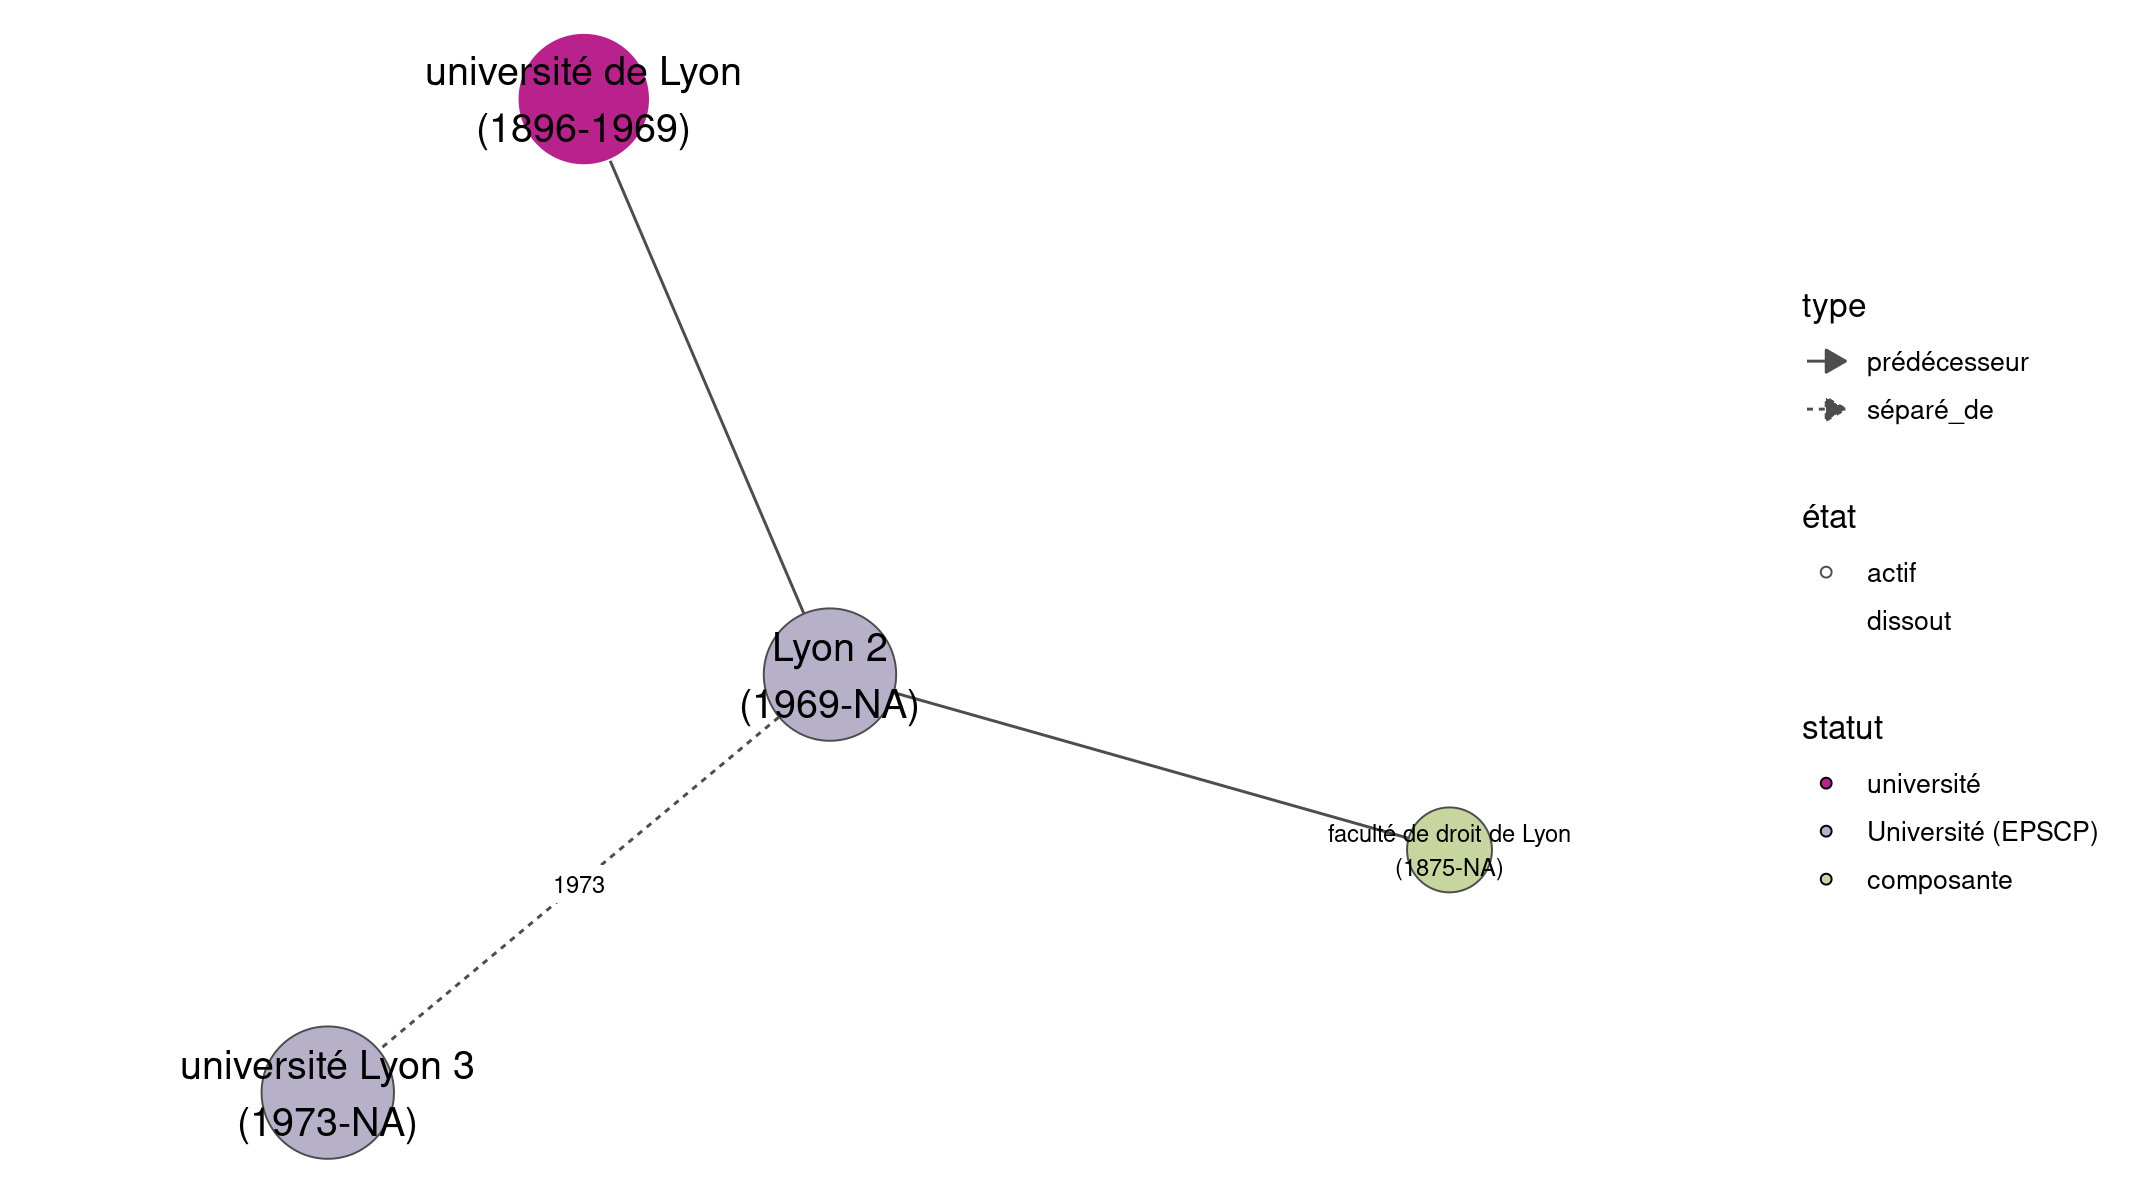 université de Lyon
(1896-1969)
Lyon 2
(1969-NA)
faculté de droit de Lyon
(1875-NA)
1973
université Lyon 3
(1973-NA)
type
prédécesseur
séparé_de
état
actif
dissout
statut
université
Université (EPSCP)
composante